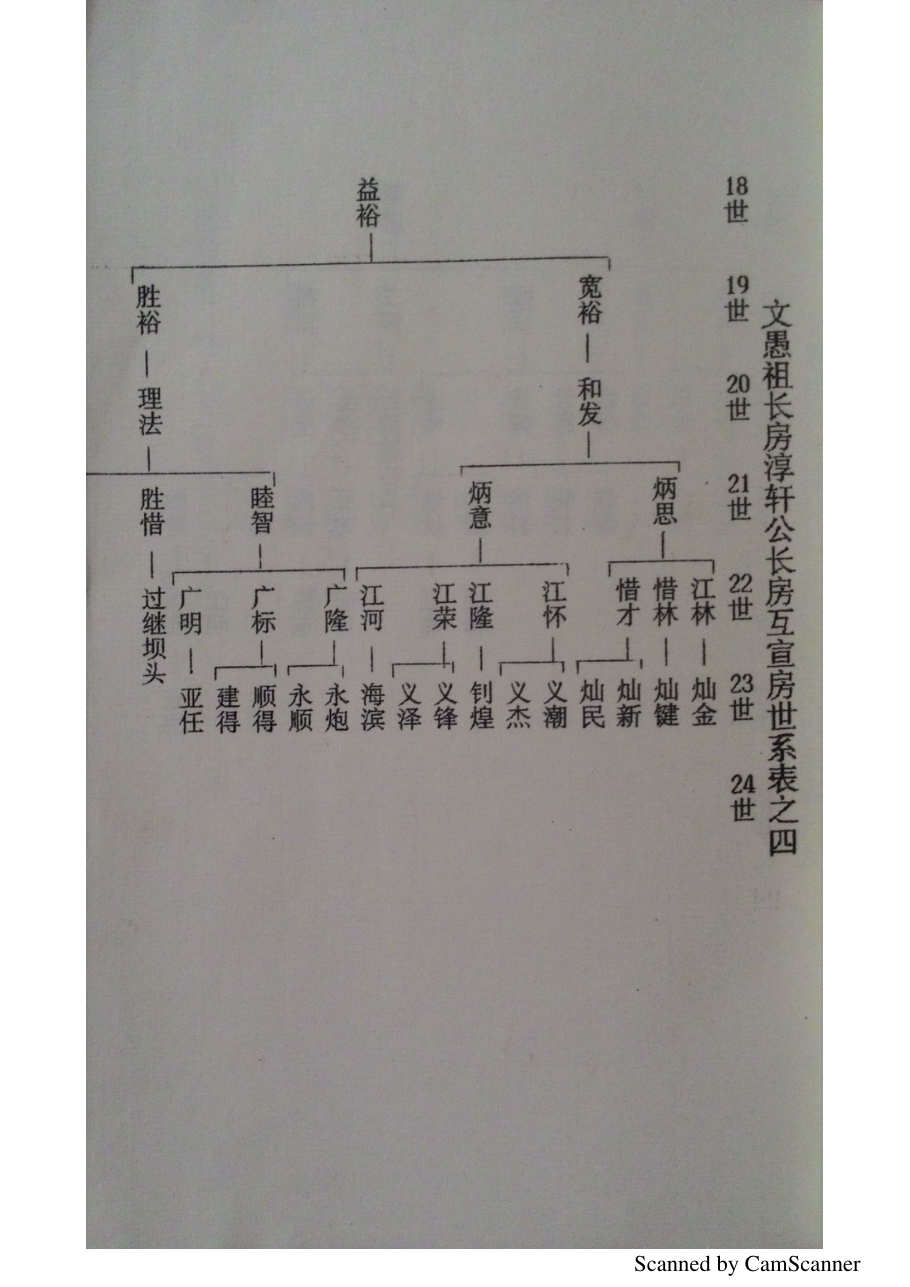 文愚祖长房淳轩公长房互宣房世系表之四
18世
19世
20世
21世
22世
23世
24世
益裕
宽裕
胜裕
和发
理法
炳思
炳意
睦智
胜惜
江林
惜林
惜才
江怀
江隆
江荣
江河
广隆
广标
广明
过继坝头
灿金
灿键
灿新
灿民
义潮
义杰
钊煌
义锋
义泽
海滨
永炮
永顺
顺得
建得
亚任
Scanned by CamScanner